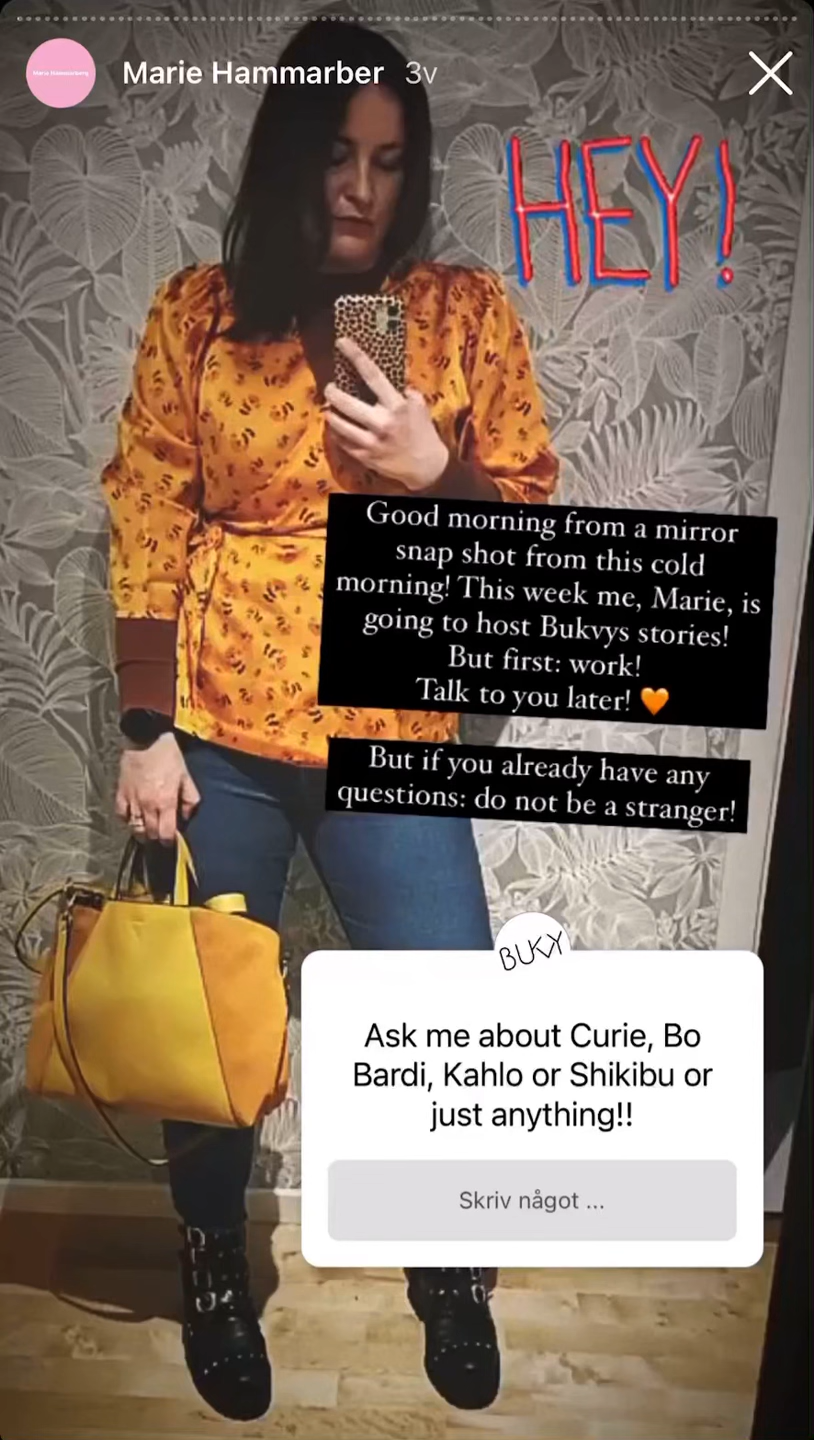 Marie Hammarber 3v
HEY!
Good morning from a mirror
snap shot from this cold
morning! This week me, Marie, is
going to host Bukvys stories!
But first: work!
Talk to you later! 🧡
But if you already have any
questions: do not be a stranger!
BUKVY
Ask me about Curie, Bo
Bardi, Kahlo or Shikibu or
just anything!!
Skriv något ...